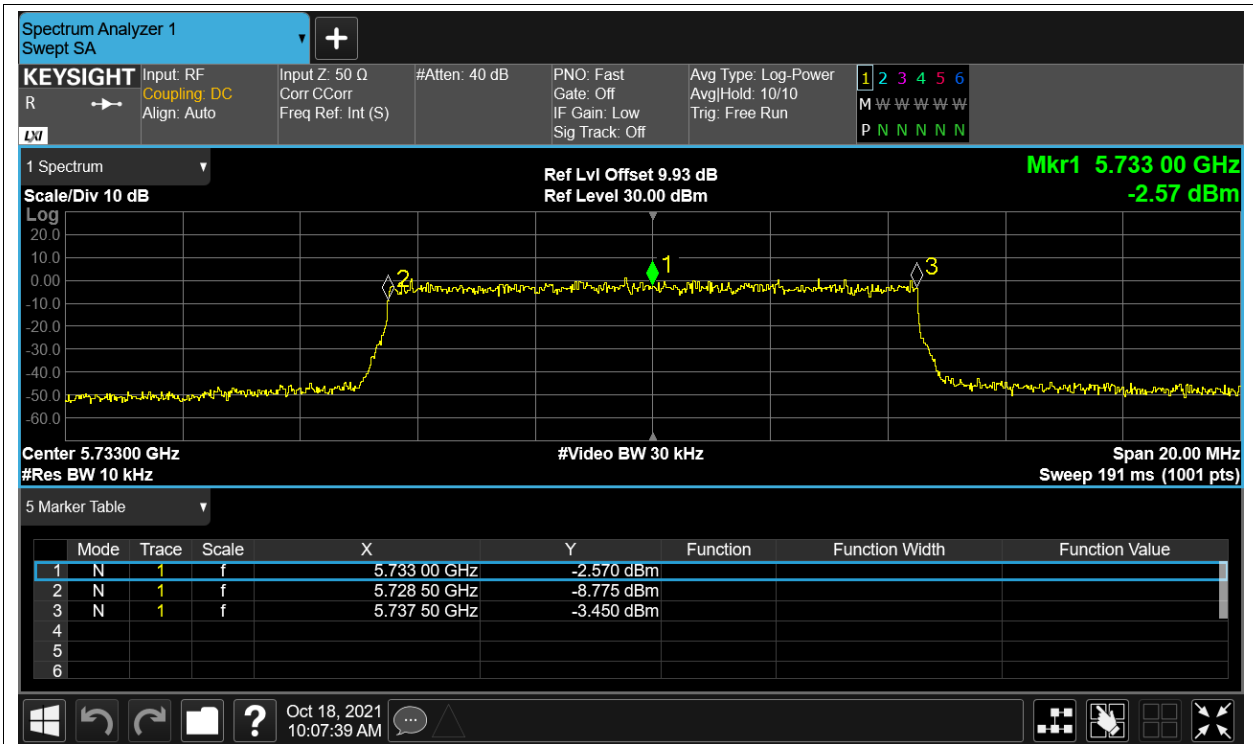 Spectrum Analyzer 1
Swept SA
KEYSIGHT
R
LXI
Input: RF
Coupling: DC
Align: Auto
Input Z: 50 Ω
Corr CCorr
Freq Ref: Int (S)
#Atten: 40 dB
PNO: Fast
Gate: Off
IF Gain: Low
Sig Track: Off
Avg Type: Log-Power
Avg|Hold: 10/10
Trig: Free Run
1 2 3 4 5 6
M W W W W W
P N N N N N
1 Spectrum
Scale/Div 10 dB
Ref Lvl Offset 9.93 dB
Ref Level 30.00 dBm
Mkr1 5.733 00 GHz
-2.57 dBm
Log
20.0
10.0
0.00
-10.0
-20.0
-30.0
-40.0
-50.0
-60.0
2
1
3
Center 5.73300 GHz
#Video BW 30 kHz
Span 20.00 MHz
#Res BW 10 kHz
Sweep 191 ms (1001 pts)
5 Marker Table
Mode Trace Scale X Y Function Function Width Function Value
1 N 1 f 5.733 00 GHz -2.570 dBm
2 N 1 f 5.728 50 GHz -8.775 dBm
3 N 1 f 5.737 50 GHz -3.450 dBm
4
5
6
?
Oct 18, 2021
10:07:39 AM